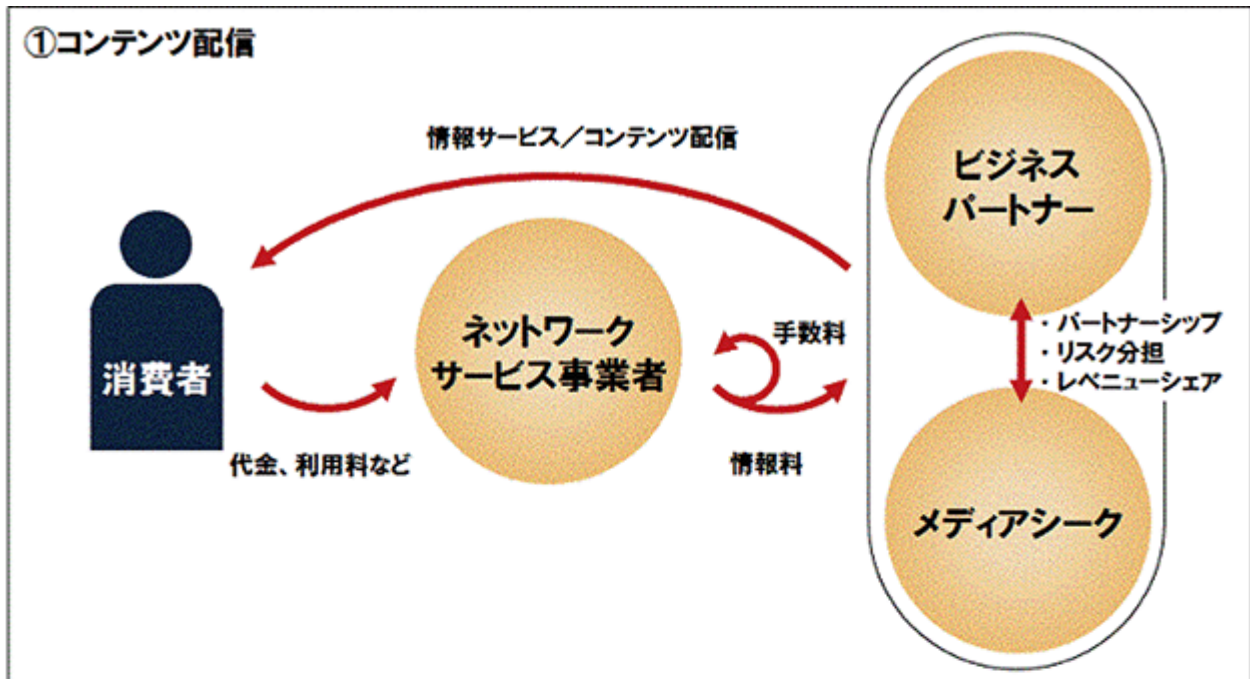 ①コンテンツ配信
情報サービス／コンテンツ配信
ビジネス
パートナー
消費者
ネットワーク
サービス事業者
手数料
・パートナーシップ
・リスク分担
・レベニューシェア
代金、利用料など
情報料
メディアシーク